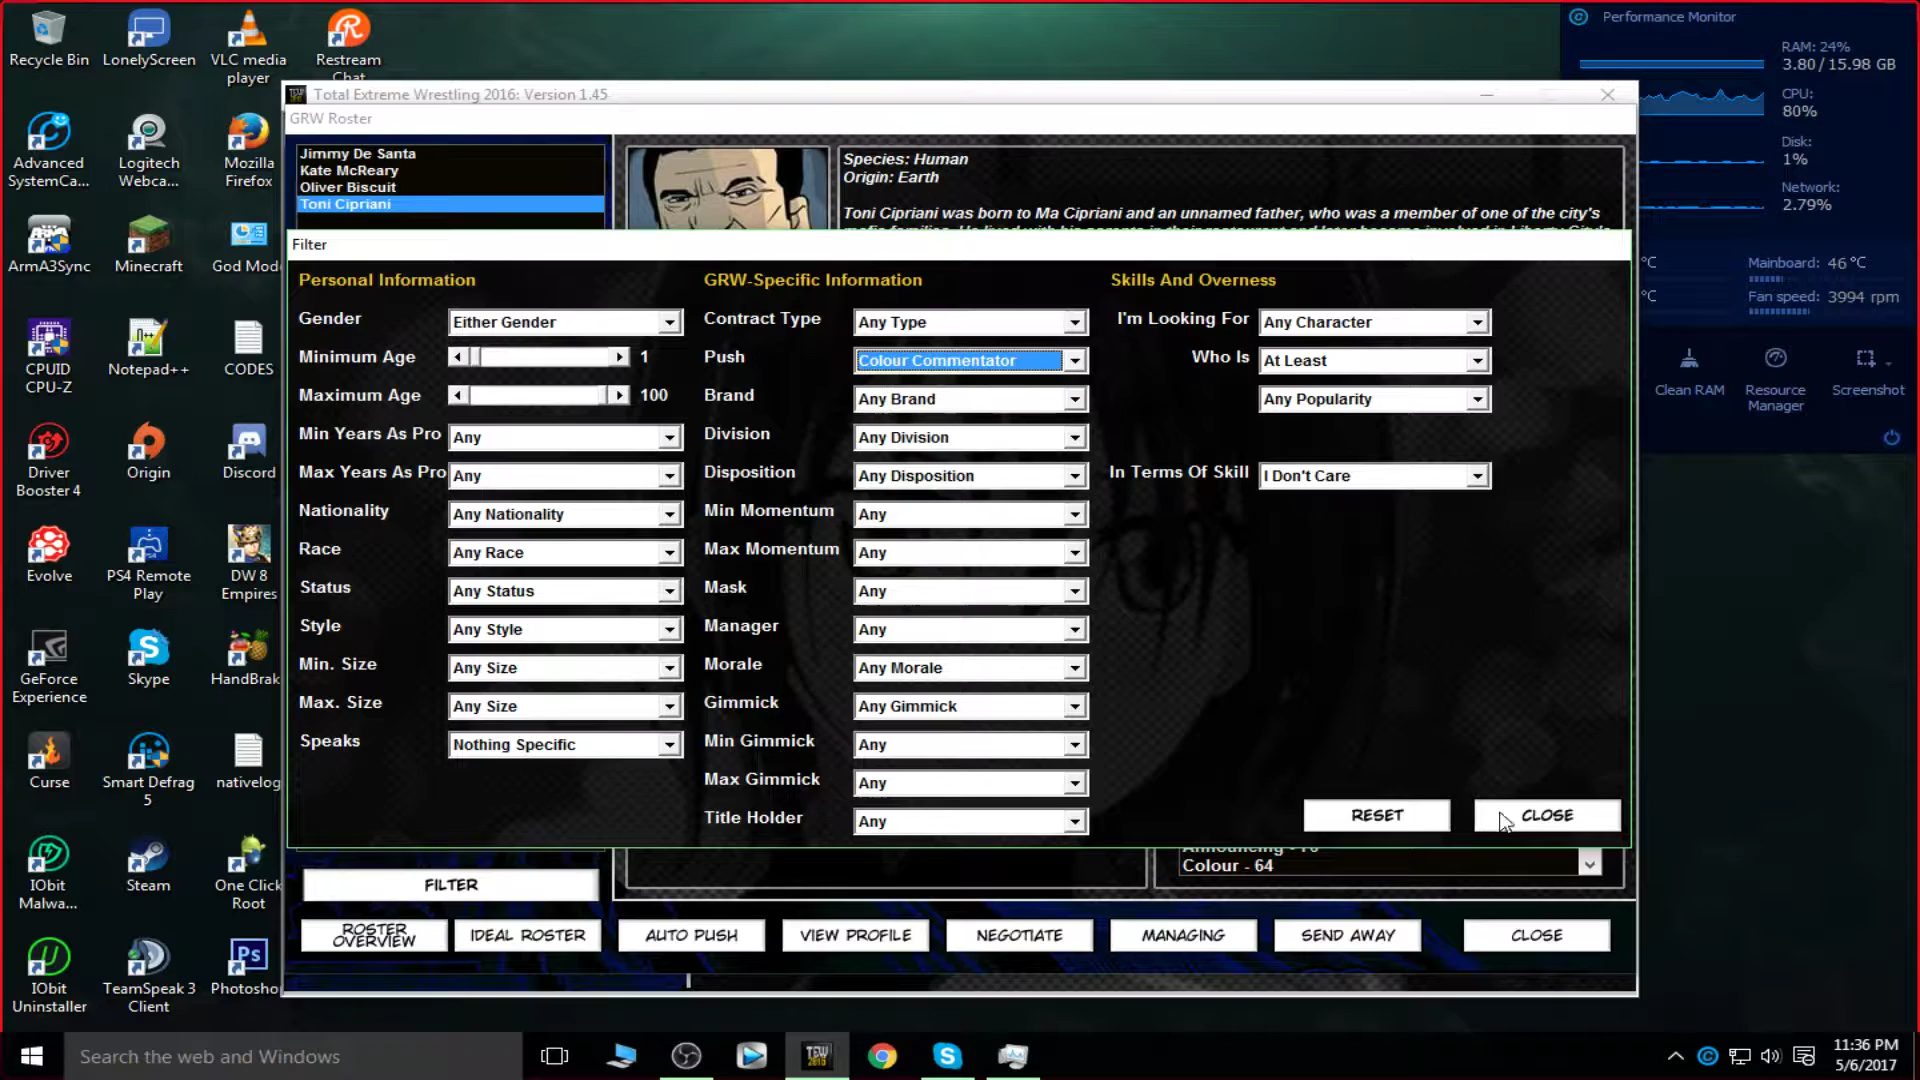 Recycle Bin
LonelyScreen
VLC media
player
Restream
Chat
Advanced
SystemCa...
Logitech
Webca...
Mozilla
Firefox
ArmA3Sync
Minecraft
God Mod
CPUID
CPU-Z
Notepad++
CODES
Driver
Booster 4
Origin
Discord
Evolve
PS4 Remote
Play
DW 8
Empires
GeForce
Experience
Skype
HandBrak
Curse
Smart Defrag
5
nativelog
IObit
Malwa...
Steam
One Click
Root
IObit
Uninstaller
TeamSpeak 3
Client
Photosho
Total Extreme Wrestling 2016: Version 1.45
GRW Roster
Jimmy De Santa
Kate McReary
Oliver Biscuit
Toni Cipriani
Species: Human
Origin: Earth
Toni Cipriani was born to Ma Cipriani and an unnamed father, who was a member of one of the city's
Filter
Personal Information
Gender Either Gender
Minimum Age 1
Maximum Age 100
Min Years As Pro Any
Max Years As Pro Any
Nationality Any Nationality
Race Any Race
Status Any Status
Style Any Style
Min. Size Any Size
Max. Size Any Size
Speaks Nothing Specific
GRW-Specific Information
Contract Type Any Type
Push Colour Commentator
Brand Any Brand
Division Any Division
Disposition Any Disposition
Min Momentum Any
Max Momentum Any
Mask Any
Manager Any
Morale Any Morale
Gimmick Any Gimmick
Min Gimmick Any
Max Gimmick Any
Title Holder Any
Skills And Overness
I'm Looking For Any Character
Who Is At Least
Any Popularity
In Terms Of Skill I Don't Care
RESET
CLOSE
Colour - 64
FILTER
ROSTER
OVERVIEW
IDEAL ROSTER
AUTO PUSH
VIEW PROFILE
NEGOTIATE
MANAGING
SEND AWAY
CLOSE
Performance Monitor
RAM: 24%
3.80 / 15.98 GB
CPU:
80%
Disk:
1%
Network:
2.79%
°C
Mainboard: 46 °C
°C
Fan speed: 3994 rpm
Clean RAM
Resource
Manager
Screenshot
Search the web and Windows
TEW
2016
11:36 PM
5/6/2017